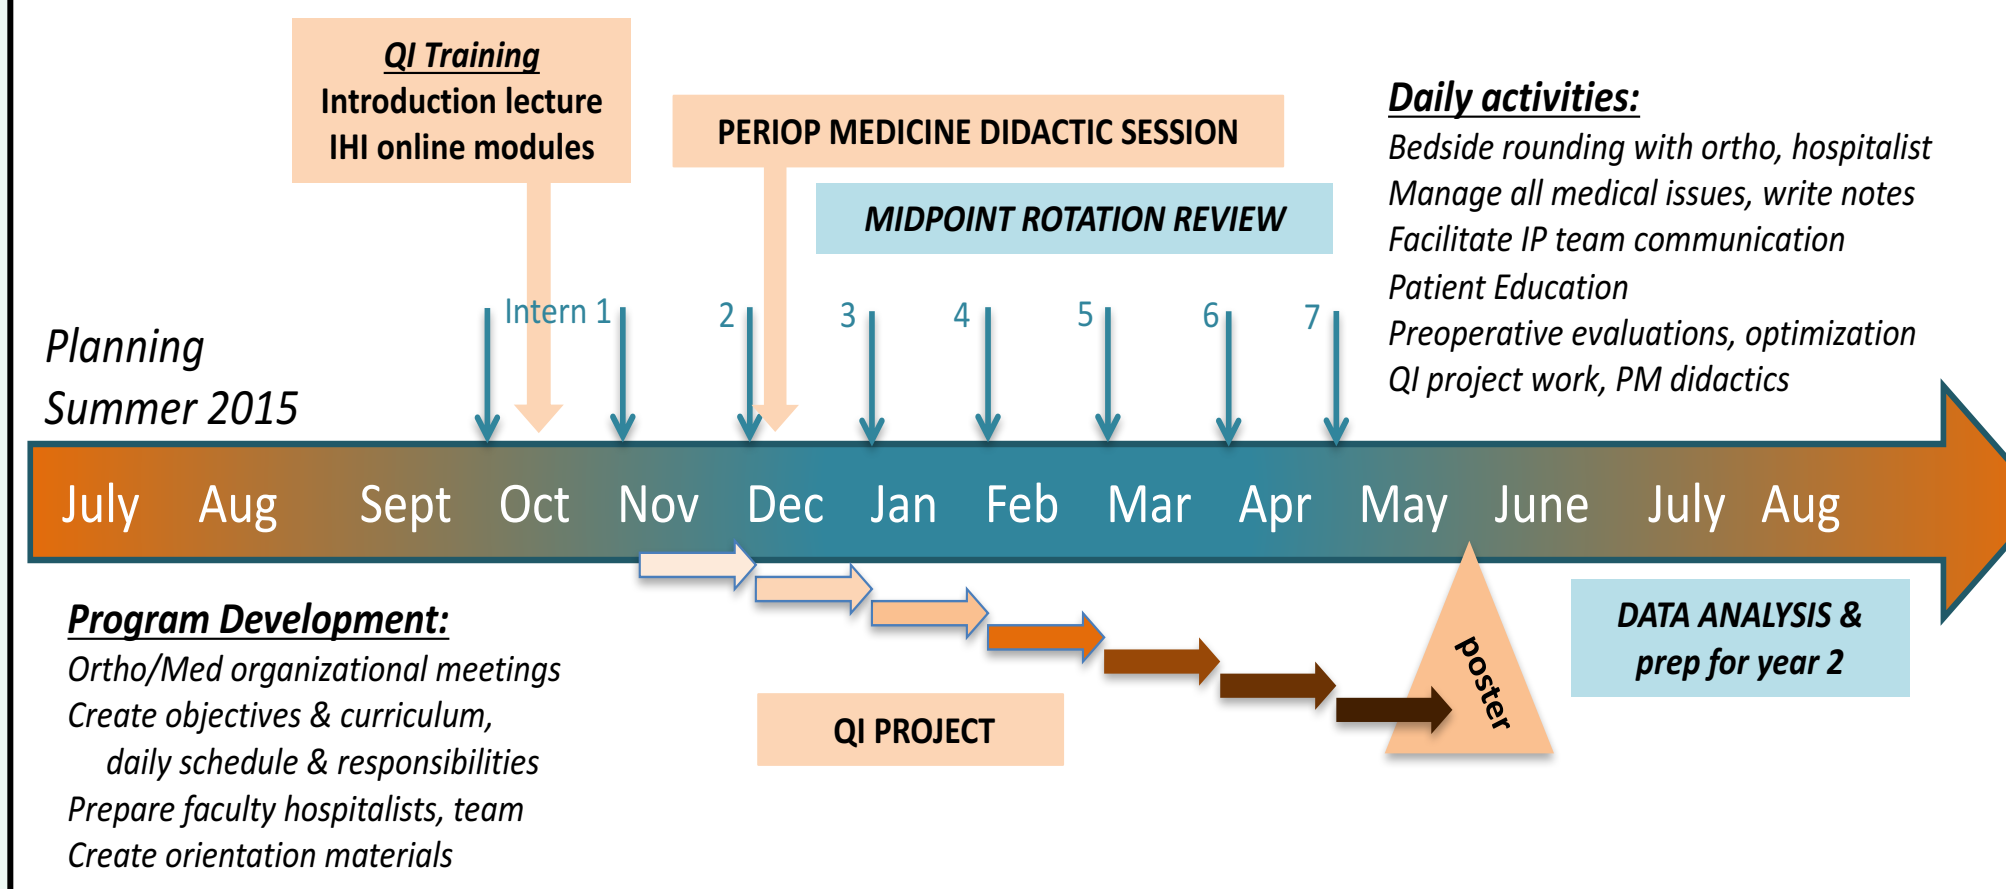 QI Training
Introduction lecture
IHI online modules
PERIOP MEDICINE DIDACTIC SESSION
MIDPOINT ROTATION REVIEW
Daily activities:
Bedside rounding with ortho, hospitalist
Manage all medical issues, write notes
Facilitate IP team communication
Patient Education
Preoperative evaluations, optimization
QI project work, PM didactics
Planning
Summer 2015
Intern 1 2 3 4 5 6 7
July Aug Sept Oct Nov Dec Jan Feb Mar Apr May June July Aug
Program Development:
Ortho/Med organizational meetings
Create objectives & curriculum,
daily schedule & responsibilities
Prepare faculty hospitalists, team
Create orientation materials
QI PROJECT
poster
DATA ANALYSIS &
prep for year 2